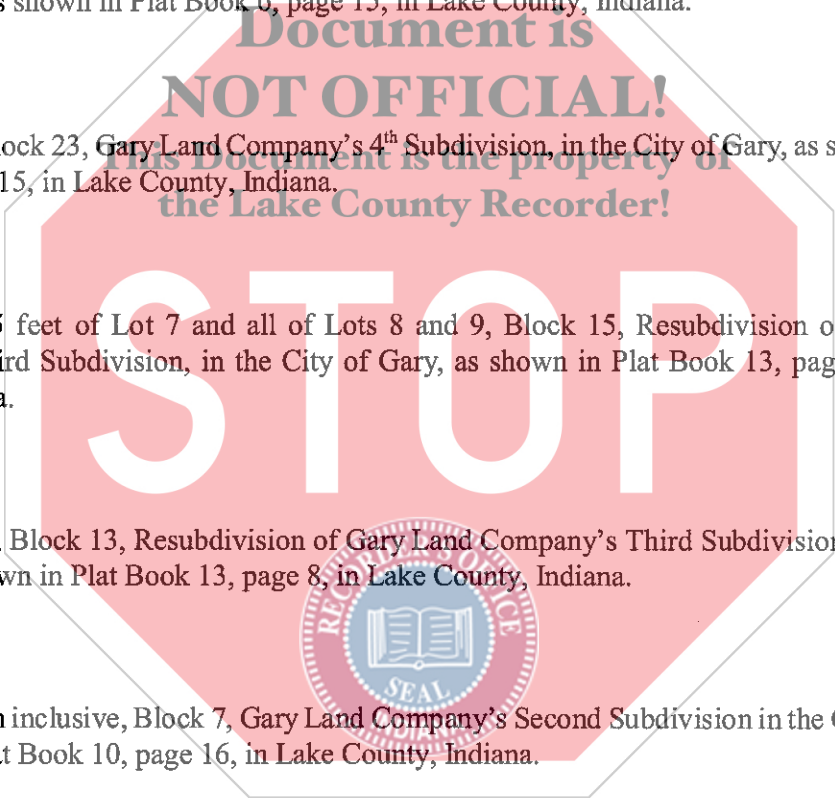 s shown in Plat Book 6, page 15, in Lake County, Indiana.
Document is
NOT OFFICIAL!
ock 23, Gary Land Company's 4th Subdivision, in the City of Gary, as s
This Document is the property of
15, in Lake County, Indiana.
the Lake County Recorder!
feet of Lot 7 and all of Lots 8 and 9, Block 15, Resubdivision o
ird Subdivision, in the City of Gary, as shown in Plat Book 13, pag
a.
STOP
Block 13, Resubdivision of Gary Land Company's Third Subdivision
wn in Plat Book 13, page 8, in Lake County, Indiana.
RECORDER'S OFFICE
SEAL
INDIANA
n inclusive, Block 7, Gary Land Company's Second Subdivision in the C
t Book 10, page 16, in Lake County, Indiana.